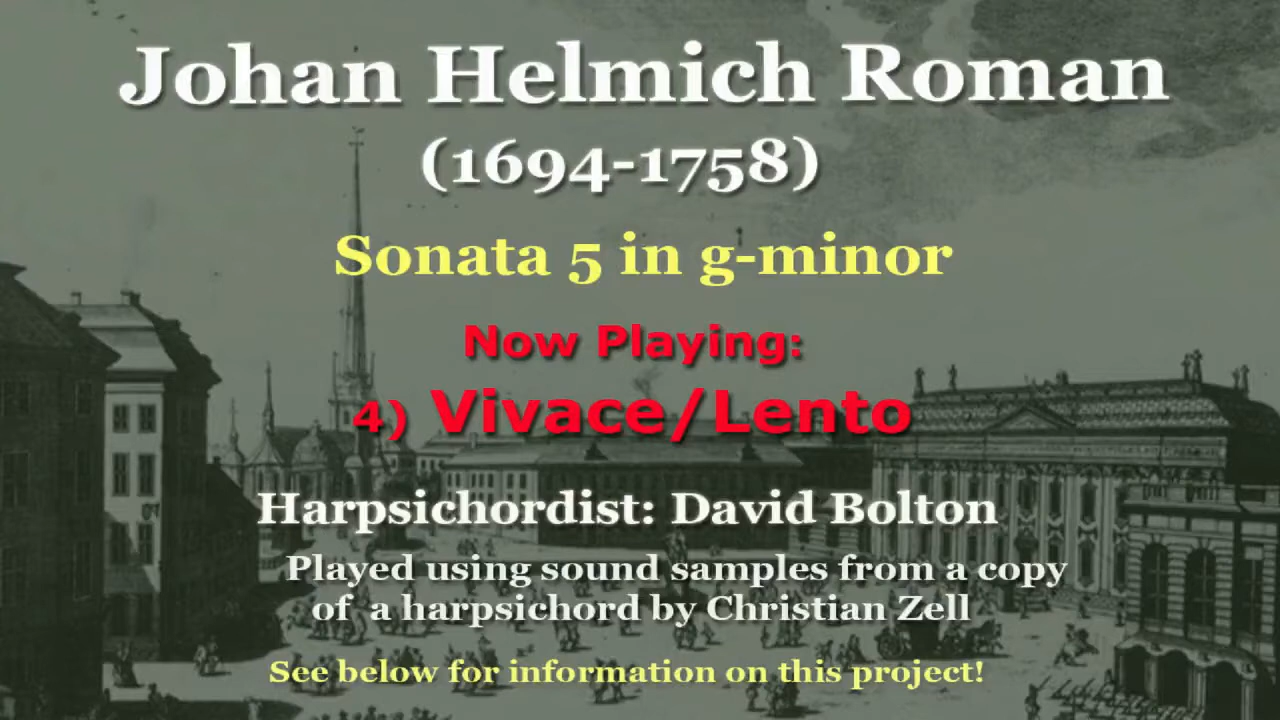 Johan Helmich Roman
(1694-1758)
Sonata 5 in g-minor
Now Playing:
4) Vivace/Lento
Harpsichordist: David Bolton
Played using sound samples from a copy
of a harpsichord by Christian Zell
See below for information on this project!